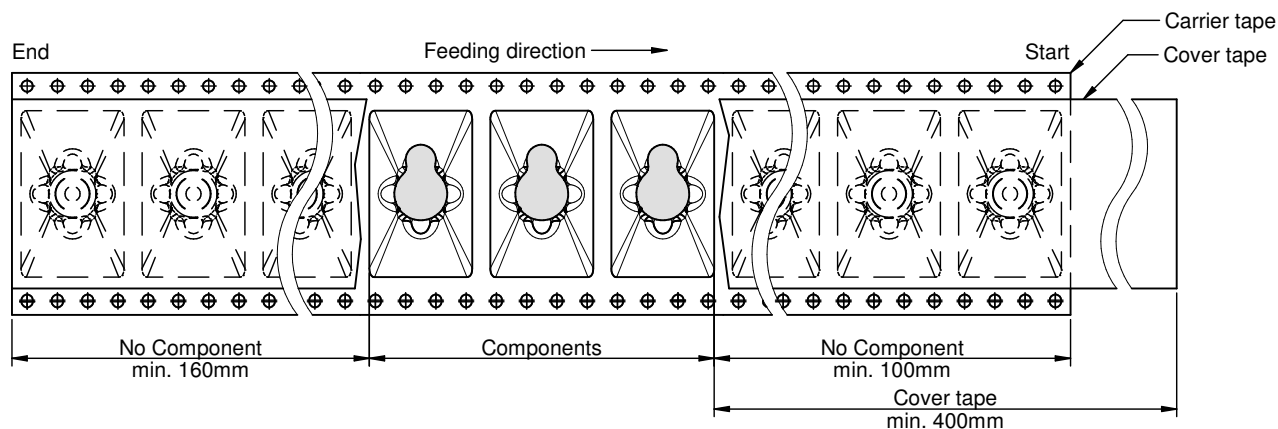 Carrier tape
End
Feeding direction
Start
Cover tape
No Component
min. 160mm
Components
No Component
min. 100mm
Cover tape
min. 400mm